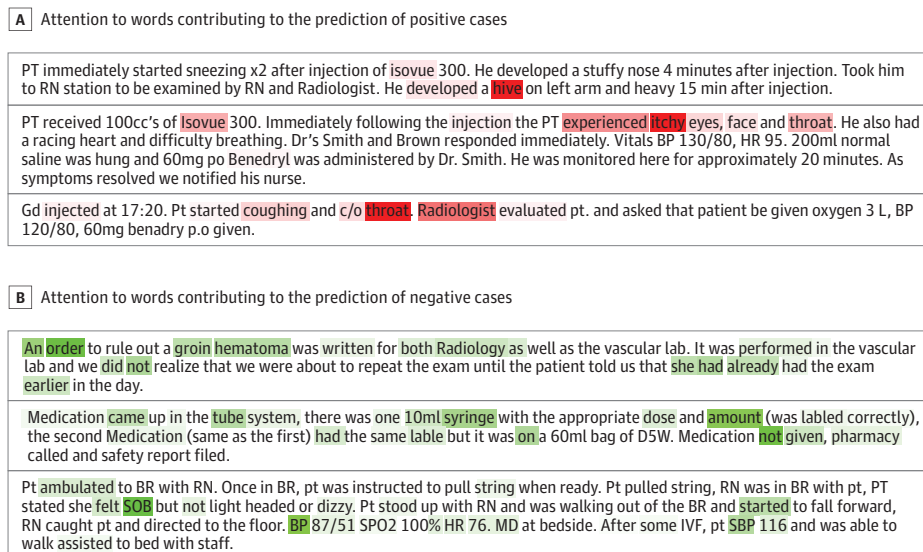 A Attention to words contributing to the prediction of positive cases
PT immediately started sneezing x2 after injection of isovue 300. He developed a stuffy nose 4 minutes after injection. Took him
to RN station to be examined by RN and Radiologist. He developed a hive on left arm and heavy 15 min after injection.
PT received 100cc's of Isovue 300. Immediately following the injection the PT experienced itchy eyes, face and throat. He also had
a racing heart and difficulty breathing. Dr's Smith and Brown responded immediately. Vitals BP 130/80, HR 95. 200ml normal
saline was hung and 60mg po Benedryl was administered by Dr. Smith. He was monitored here for approximately 20 minutes. As
symptoms resolved we notified his nurse.
Gd injected at 17:20. Pt started coughing and c/o throat. Radiologist evaluated pt. and asked that patient be given oxygen 3 L, BP
120/80, 60mg benadry p.o given.
B Attention to words contributing to the prediction of negative cases
An order to rule out a groin hematoma was written for both Radiology as well as the vascular lab. It was performed in the vascular
lab and we did not realize that we were about to repeat the exam until the patient told us that she had already had the exam
earlier in the day.
Medication came up in the tube system, there was one 10ml syringe with the appropriate dose and amount (was labled correctly),
the second Medication (same as the first) had the same lable but it was on a 60ml bag of D5W. Medication not given, pharmacy
called and safety report filed.
Pt ambulated to BR with RN. Once in BR, pt was instructed to pull string when ready. Pt pulled string, RN was in BR with pt, PT
stated she felt SOB but not light headed or dizzy. Pt stood up with RN and was walking out of the BR and started to fall forward,
RN caught pt and directed to the floor. BP 87/51 SPO2 100% HR 76. MD at bedside. After some IVF, pt SBP 116 and was able to
walk assisted to bed with staff.